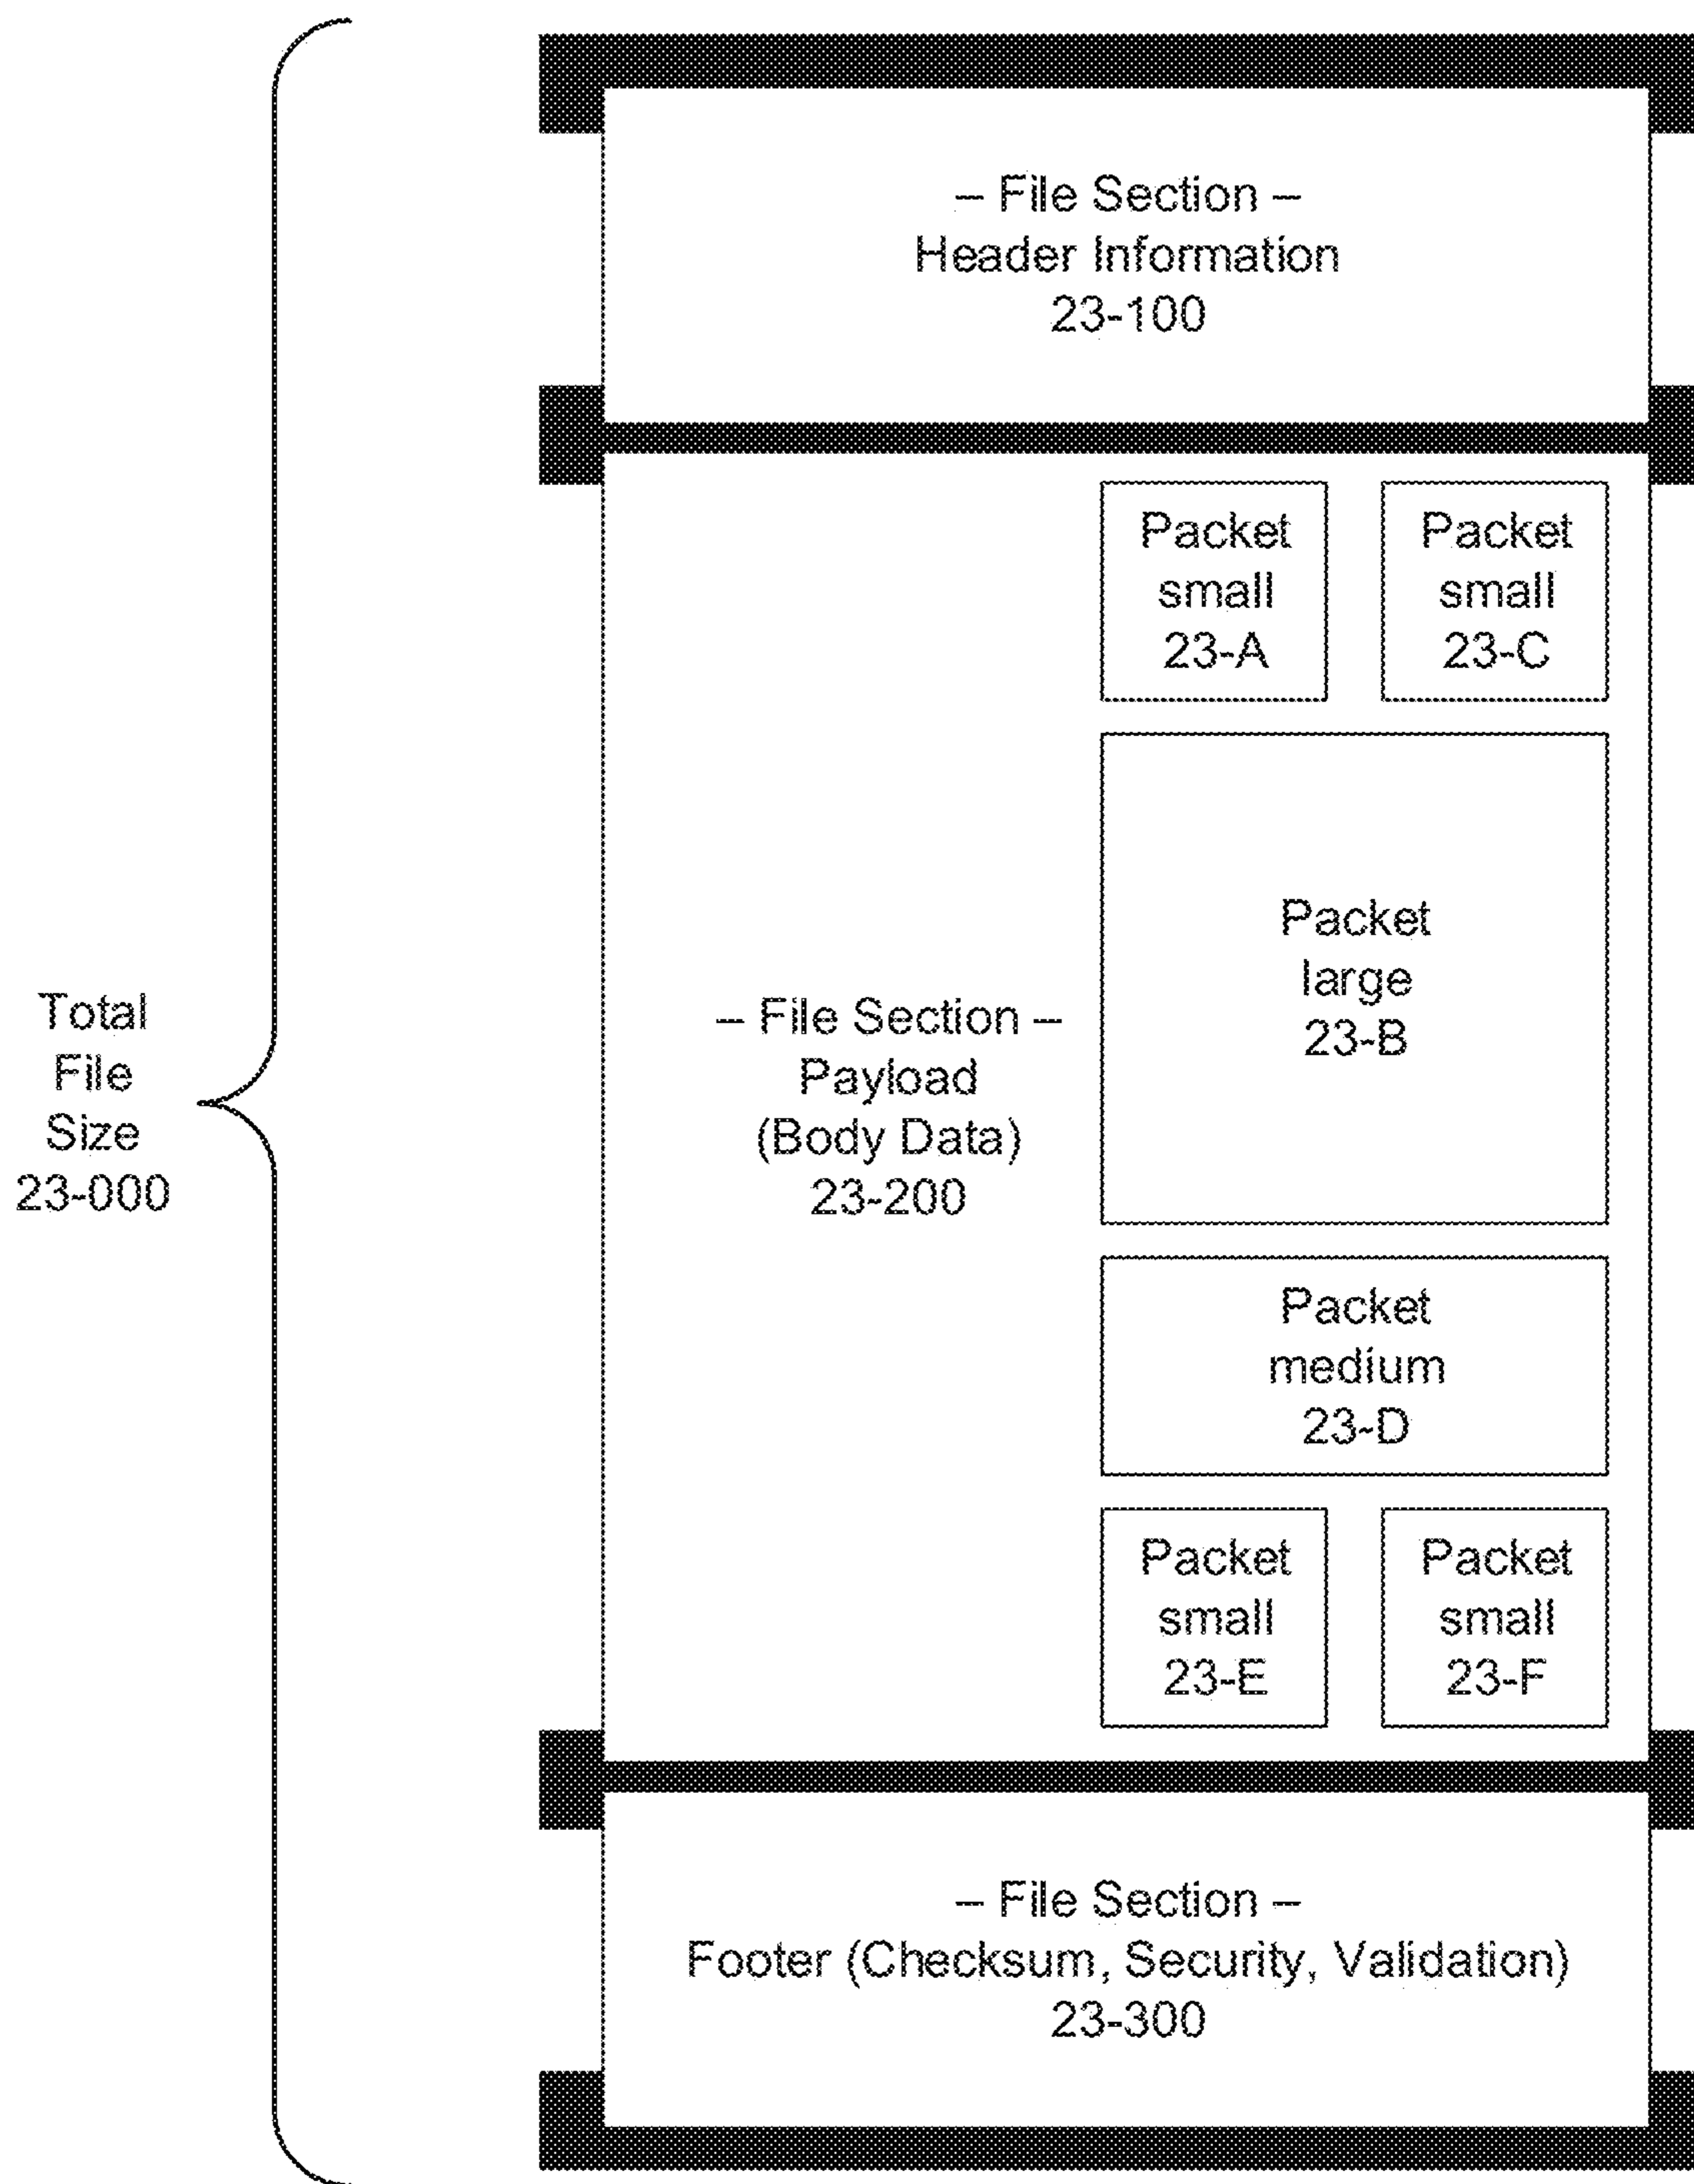 Total
File
Size
23-000
– File Section –
Header Information
23-100
– File Section –
Payload
(Body Data)
23-200
Packet
small
23-A
Packet
small
23-C
Packet
large
23-B
Packet
medium
23-D
Packet
small
23-E
Packet
small
23-F
– File Section –
Footer (Checksum, Security, Validation)
23-300